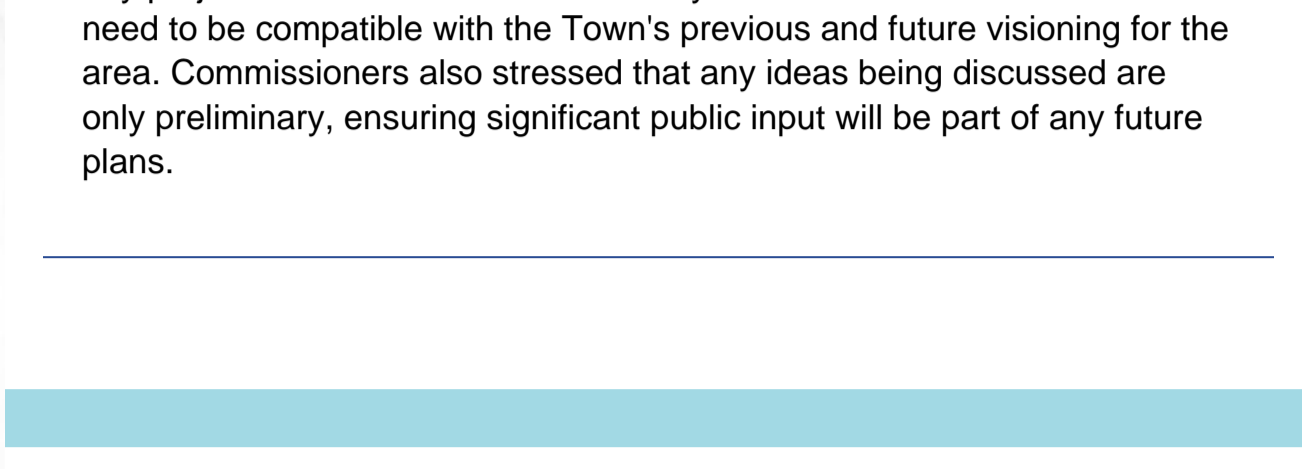 need to be compatible with the Town's previous and future visioning for the
area. Commissioners also stressed that any ideas being discussed are
only preliminary, ensuring significant public input will be part of any future
plans.